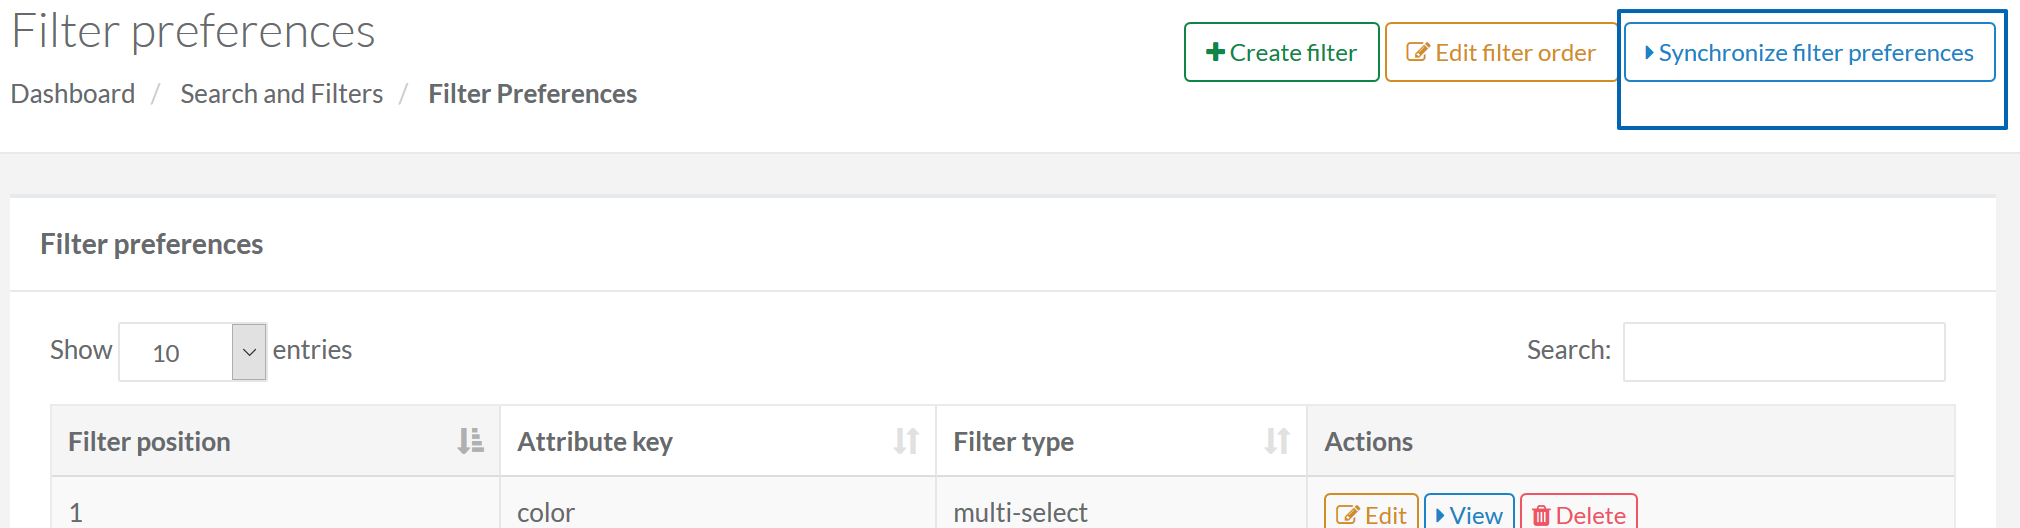 Filter preferences
Create filter Edit filter order Synchronize filter preferences
Dashboard / Search and Filters / Filter Preferences
Filter preferences
Show 10 entries Search:
Filter position Attribute key Filter type Actions
1 color multi-select Edit View Delete